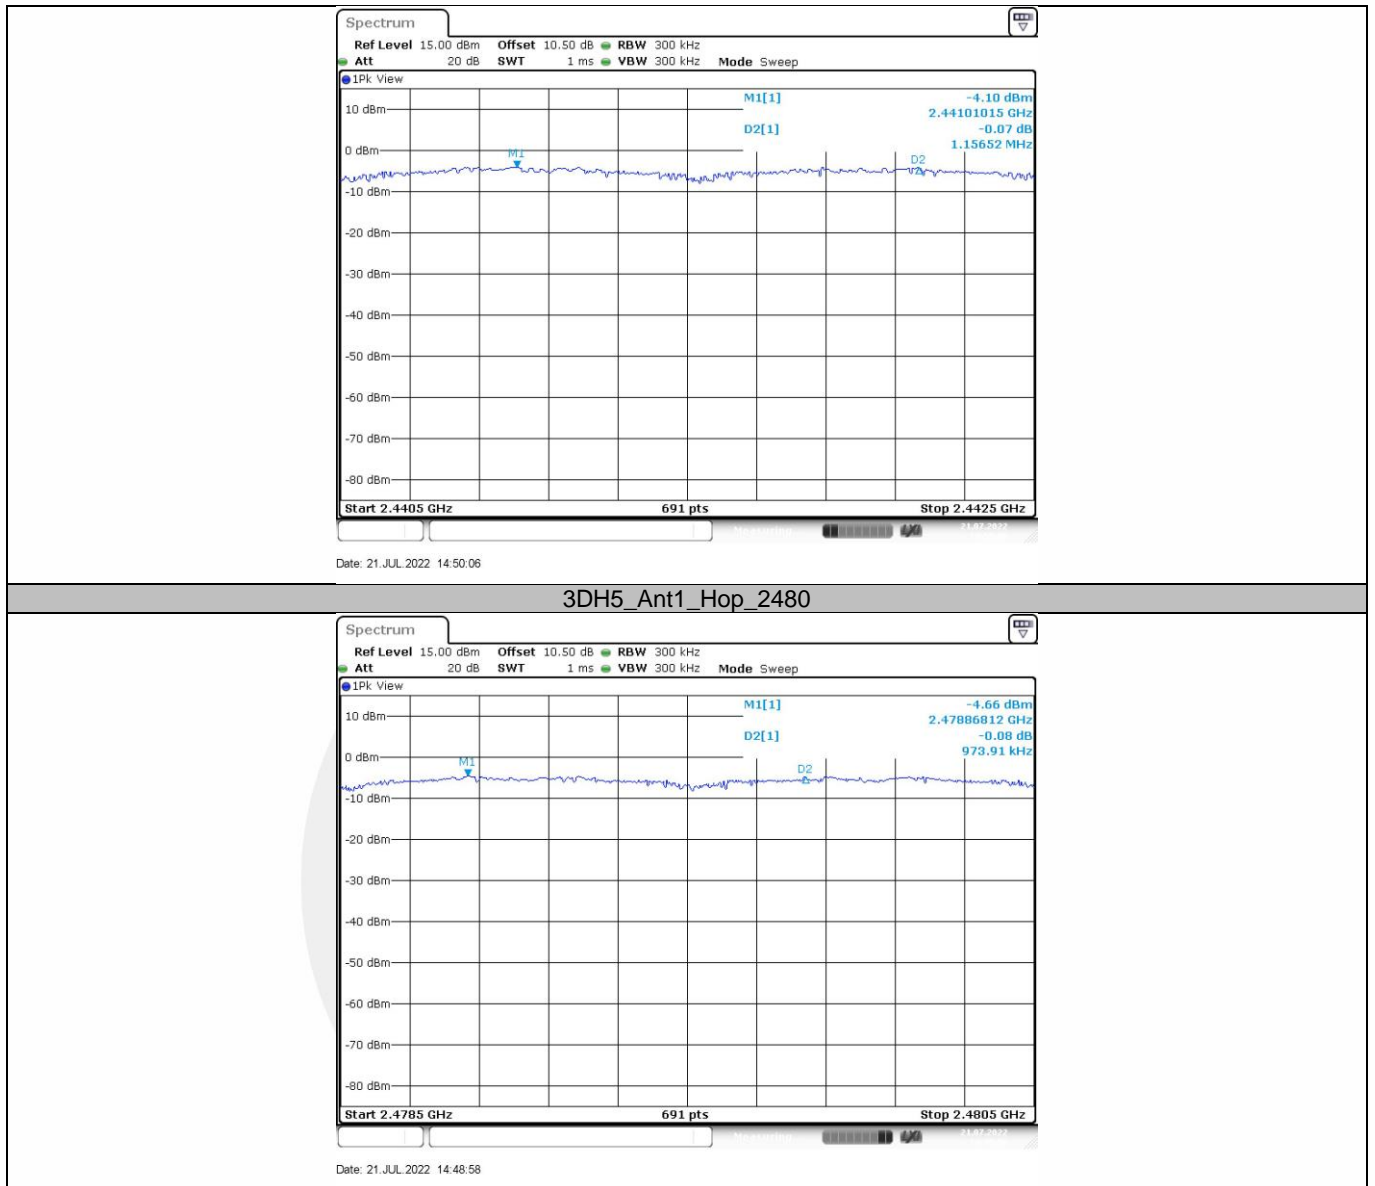 Spectrum
Ref Level 15.00 dBm Offset 10.50 dB RBW 300 kHz
Att 20 dB SWT 1 ms VBW 300 kHz Mode Sweep
1Pk View
M1[1] -4.10 dBm
2.44101015 GHz
D2[1] -0.07 dB
1.15652 MHz
10 dBm
0 dBm
M1
D2
-10 dBm
-20 dBm
-30 dBm
-40 dBm
-50 dBm
-60 dBm
-70 dBm
-80 dBm
Start 2.4405 GHz 691 pts Stop 2.4425 GHz
Measuring 21.07.2022
Date: 21.JUL.2022 14:50:06
3DH5_Ant1_Hop_2480
Spectrum
Ref Level 15.00 dBm Offset 10.50 dB RBW 300 kHz
Att 20 dB SWT 1 ms VBW 300 kHz Mode Sweep
1Pk View
M1[1] -4.66 dBm
2.47886812 GHz
D2[1] -0.08 dB
973.91 kHz
10 dBm
0 dBm
M1
D2
-10 dBm
-20 dBm
-30 dBm
-40 dBm
-50 dBm
-60 dBm
-70 dBm
-80 dBm
Start 2.4785 GHz 691 pts Stop 2.4805 GHz
Measuring 21.07.2022
Date: 21.JUL.2022 14:48:58